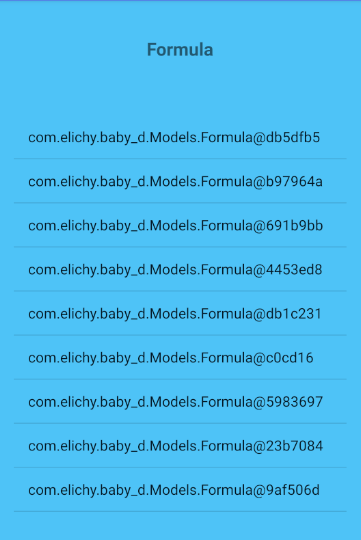 Formula
com.elichy.baby_d.Models.Formula@db5dfb5
com.elichy.baby_d.Models.Formula@b97964a
com.elichy.baby_d.Models.Formula@691b9bb
com.elichy.baby_d.Models.Formula@4453ed8
com.elichy.baby_d.Models.Formula@db1c231
com.elichy.baby_d.Models.Formula@c0cd16
com.elichy.baby_d.Models.Formula@5983697
com.elichy.baby_d.Models.Formula@23b7084
com.elichy.baby_d.Models.Formula@9af506d